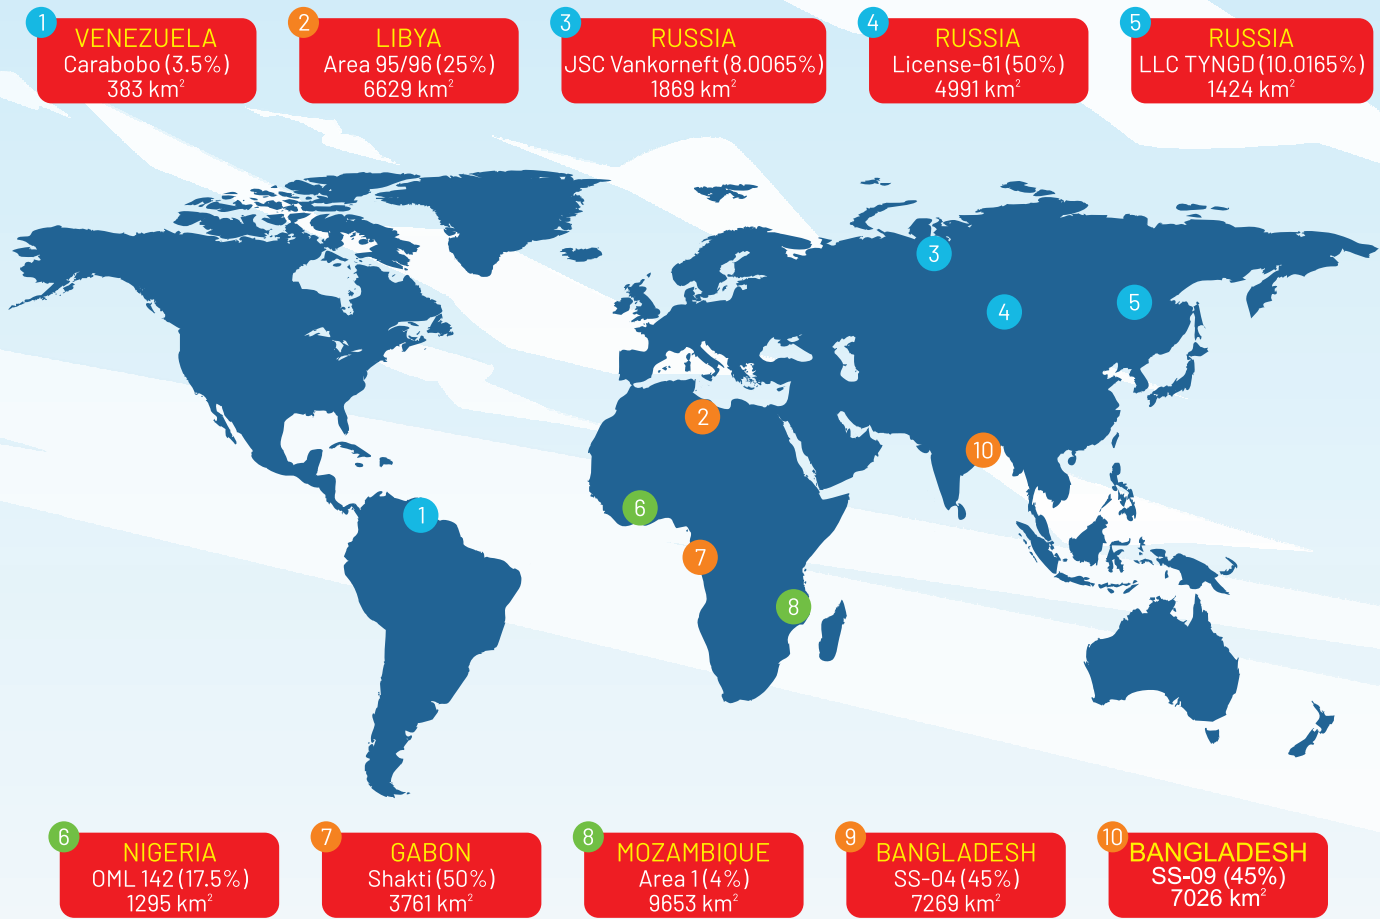 1
VENEZUELA
Carabobo (3.5%)
383 km²
2
LIBYA
Area 95/96 (25%)
6629 km²
3
RUSSIA
JSC Vankorneft (8.0065%)
1869 km²
4
RUSSIA
License-61 (50%)
4991 km²
5
RUSSIA
LLC TYNGD (10.0165%)
1424 km²
3
4
5
2
10
6
1
7
8
6
NIGERIA
OML 142 (17.5%)
1295 km²
7
GABON
Shakti (50%)
3761 km²
8
MOZAMBIQUE
Area 1 (4%)
9653 km²
9
BANGLADESH
SS-04 (45%)
7269 km²
10
BANGLADESH
SS-09 (45%)
7026 km²